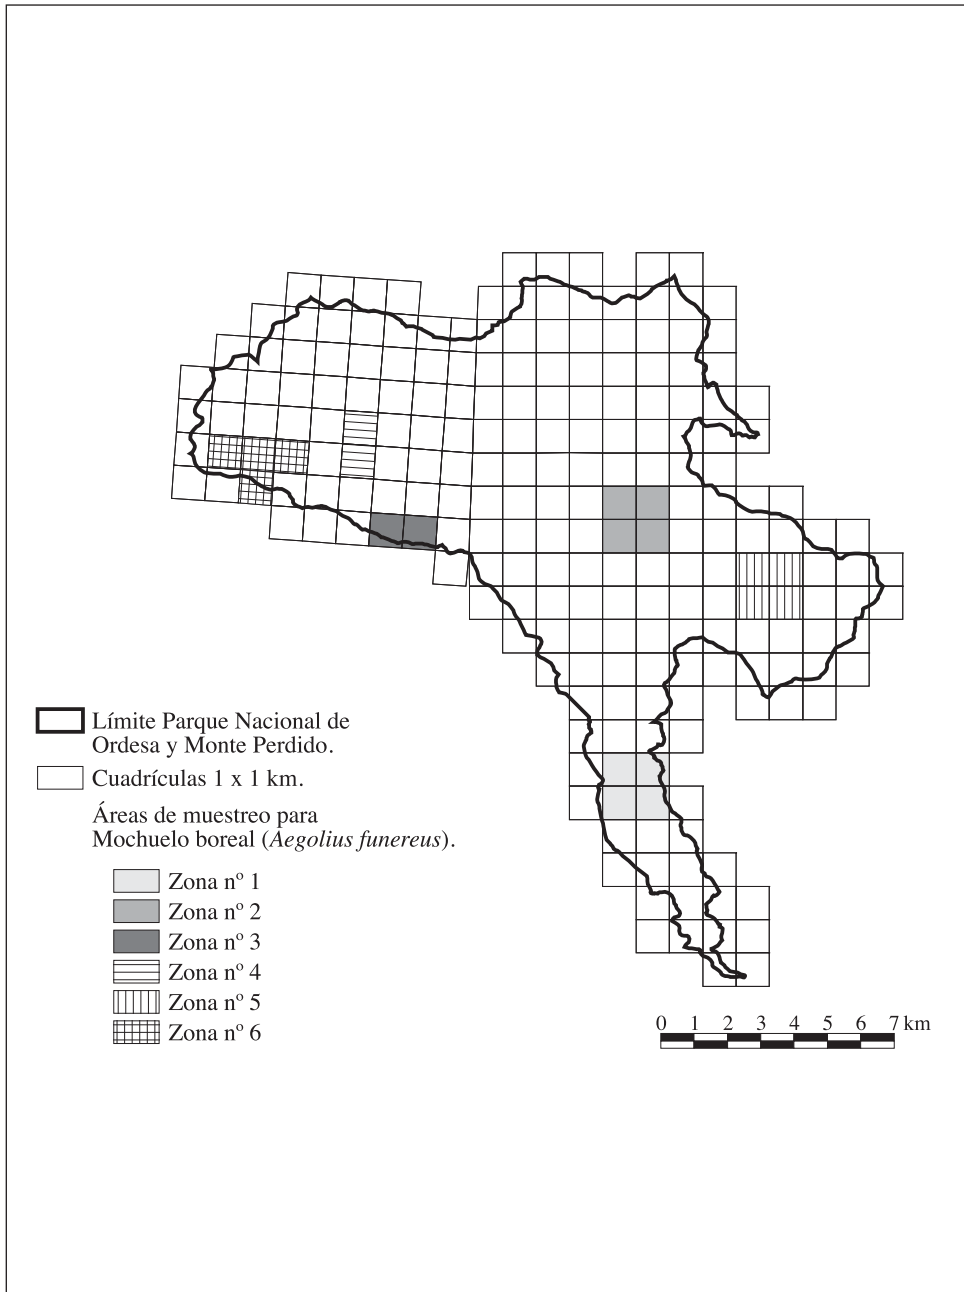 Límite Parque Nacional de
Ordesa y Monte Perdido.
Cuadrículas 1 x 1 km.
Áreas de muestreo para
Mochuelo boreal (Aegolius funereus).
Zona nº 1
Zona nº 2
Zona nº 3
Zona nº 4
Zona nº 5
Zona nº 6
0 1 2 3 4 5 6 7 km